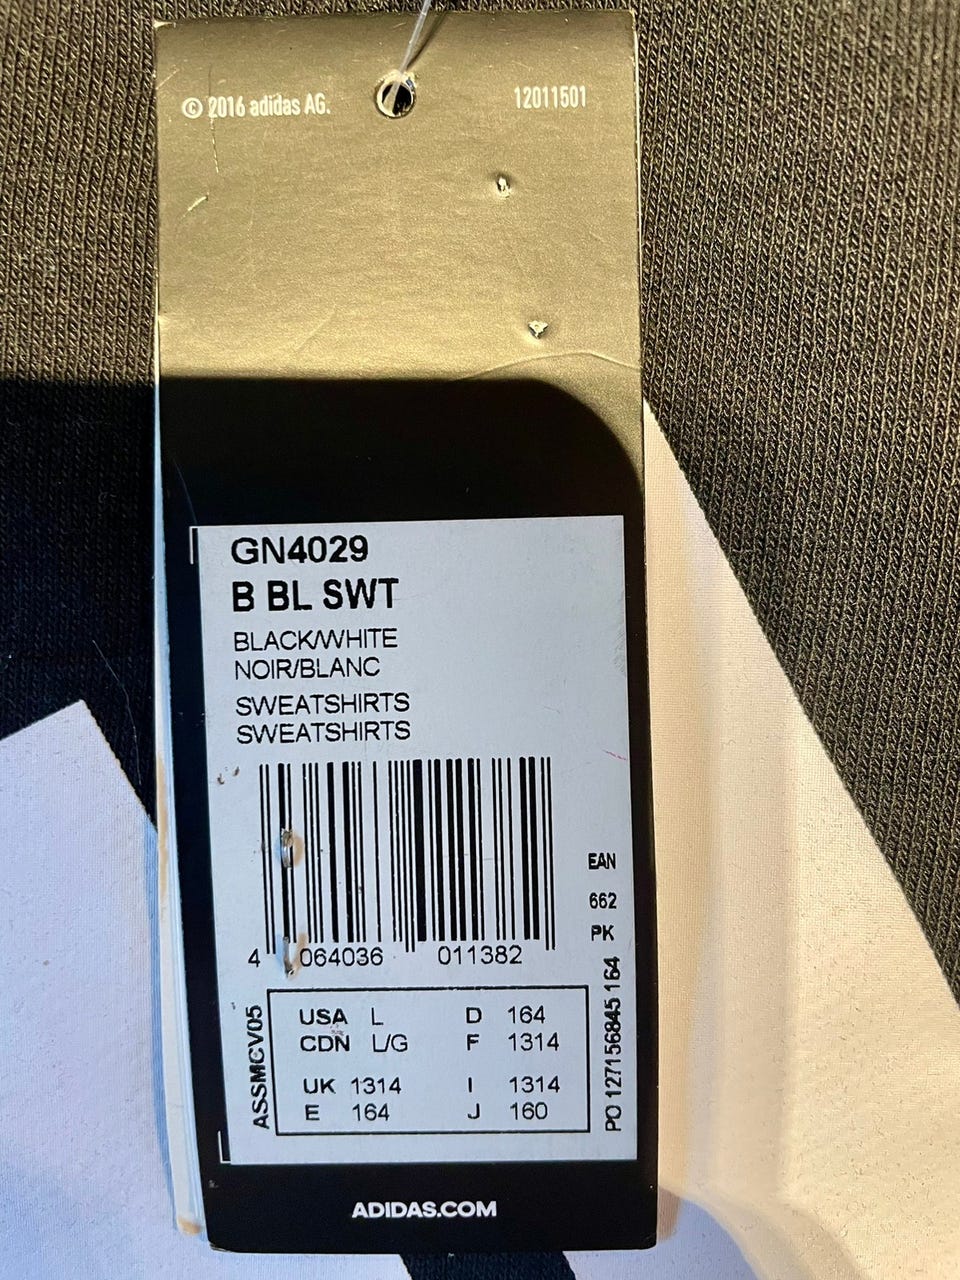 © 2016 adidas AG.
12011501
GN4029
B BL SWT
BLACK/WHITE
NOIR/BLANC
SWEATSHIRTS
SWEATSHIRTS
EAN
662
PK
4 064036 011382
ASSMCV05
USA L D 164
CDN L/G F 1314
UK 1314 I 1314
E 164 J 160
PO 127156845 164
ADIDAS.COM